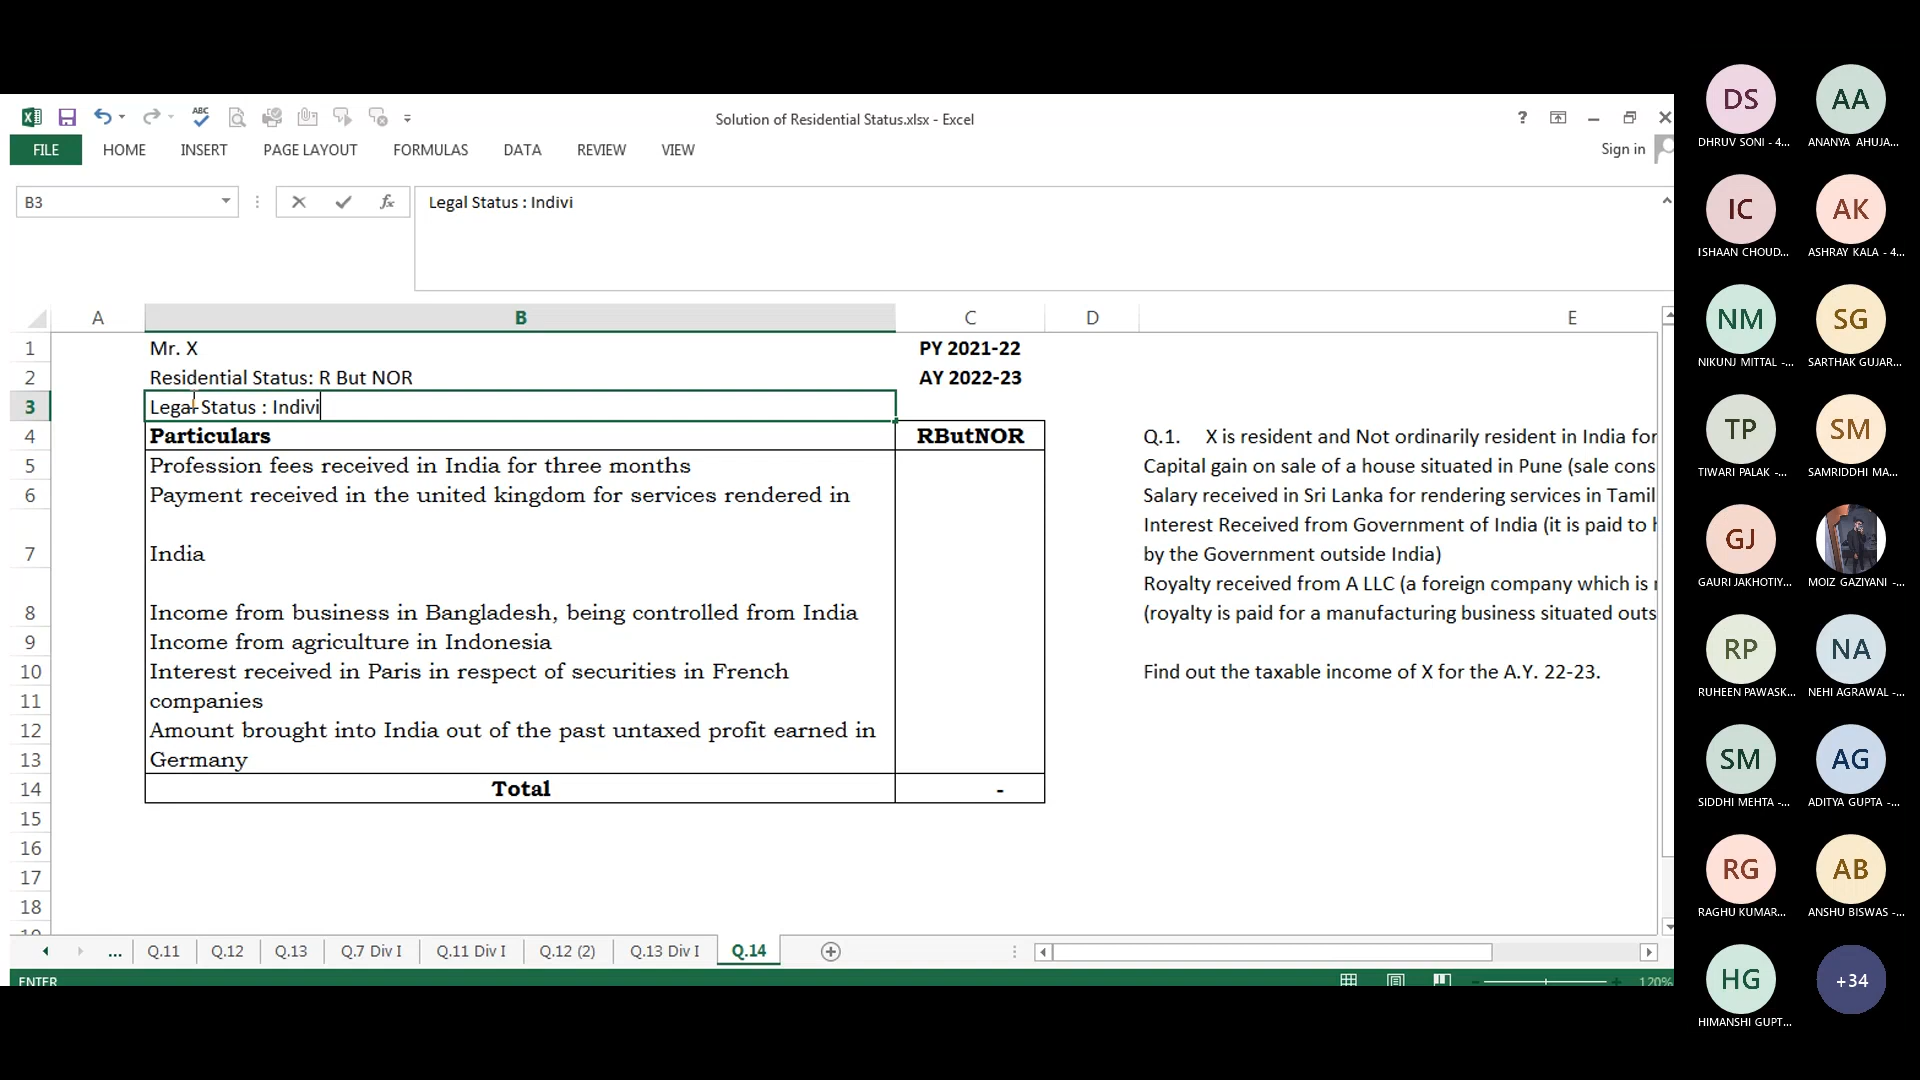 Solution of Residential Status.xlsx - Excel
?
FILE HOME INSERT PAGE LAYOUT FORMULAS DATA REVIEW VIEW
Sign in
B3
fx
Legal Status : Indivi
A B C D E
1 Mr. X PY 2021-22
2 Residential Status: R But NOR AY 2022-23
3 Legal Status : Indivi
4 Particulars RButNOR Q.1. X is resident and Not ordinarily resident in India for
5 Profession fees received in India for three months Capital gain on sale of a house situated in Pune (sale cons
6 Payment received in the united kingdom for services rendered in Salary received in Sri Lanka for rendering services in Tamil
Interest Received from Government of India (it is paid to
7 India by the Government outside India)
Royalty received from A LLC (a foreign company which is
8 Income from business in Bangladesh, being controlled from India (royalty is paid for a manufacturing business situated outs
9 Income from agriculture in Indonesia
10 Interest received in Paris in respect of securities in French Find out the taxable income of X for the A.Y. 22-23.
11 companies
12 Amount brought into India out of the past untaxed profit earned in
13 Germany
14 Total -
15
16
17
18
... Q.11 Q.12 Q.13 Q.7 Div I Q.11 Div I Q.12 (2) Q.13 Div I Q.14
ENTER 120%
DS AA
DHRUV SONI - 4... ANANYA AHUJA...
IC AK
ISHAAN CHOUD... ASHRAY KALA - 4...
NM SG
NIKUNJ MITTAL -... SARTHAK GUJAR...
TP SM
TIWARI PALAK -... SAMRIDDHI MA...
GJ
GAURI JAKHOTIY... MOIZ GAZIYANI -...
RP NA
RUHEEN PAWASK... NEHI AGRAWAL -...
SM AG
SIDDHI MEHTA -... ADITYA GUPTA -...
RG AB
RAGHU KUMAR... ANSHU BISWAS -...
HG +34
HIMANSHI GUPT...